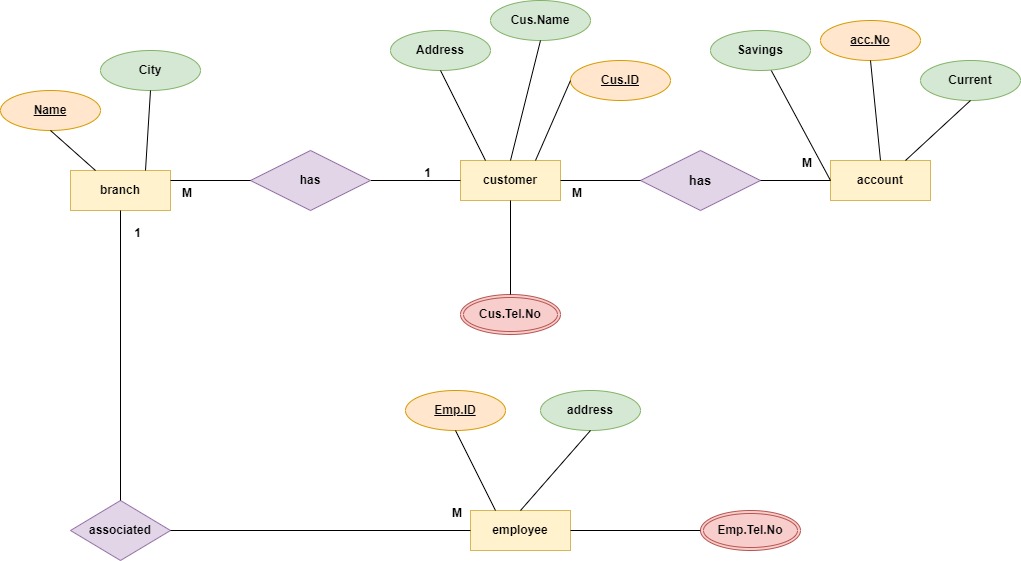 Cus.Name
Address
Savings
acc.No
City
Cus.ID
Current
Name
branch
M
has
1
customer
M
has
M
account
1
Cus.Tel.No
Emp.ID
address
associated
M
employee
Emp.Tel.No